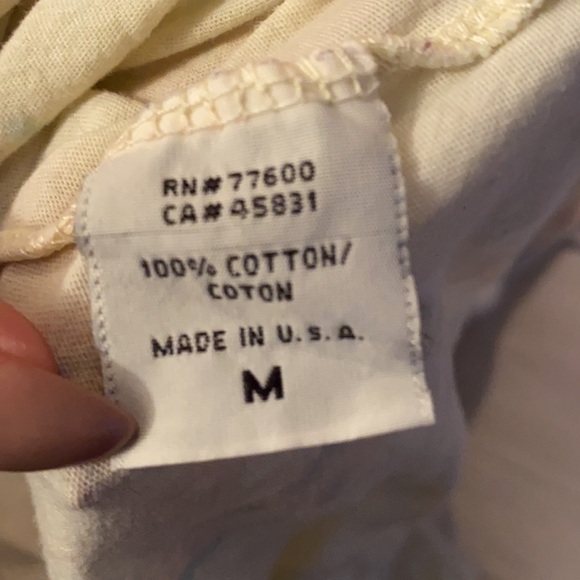 RN#77600
CA#45831
100% COTTON/
COTON
MADE IN U.S.A.
M